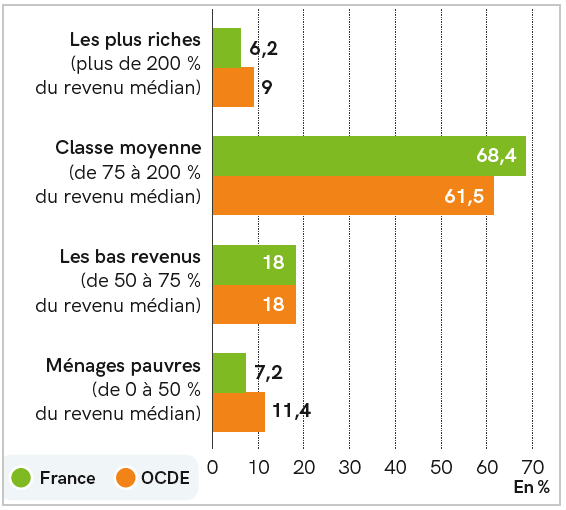 Les plus riches
(plus de 200 %
du revenu médian)
6,2
9
Classe moyenne
(de 75 à 200 %
du revenu médian)
68,4
61,5
Les bas revenus
(de 50 à 75 %
du revenu médian)
18
18
Ménages pauvres
(de 0 à 50 %
du revenu médian)
7,2
11,4
0 10 20 30 40 50 60 70
En %
France OCDE